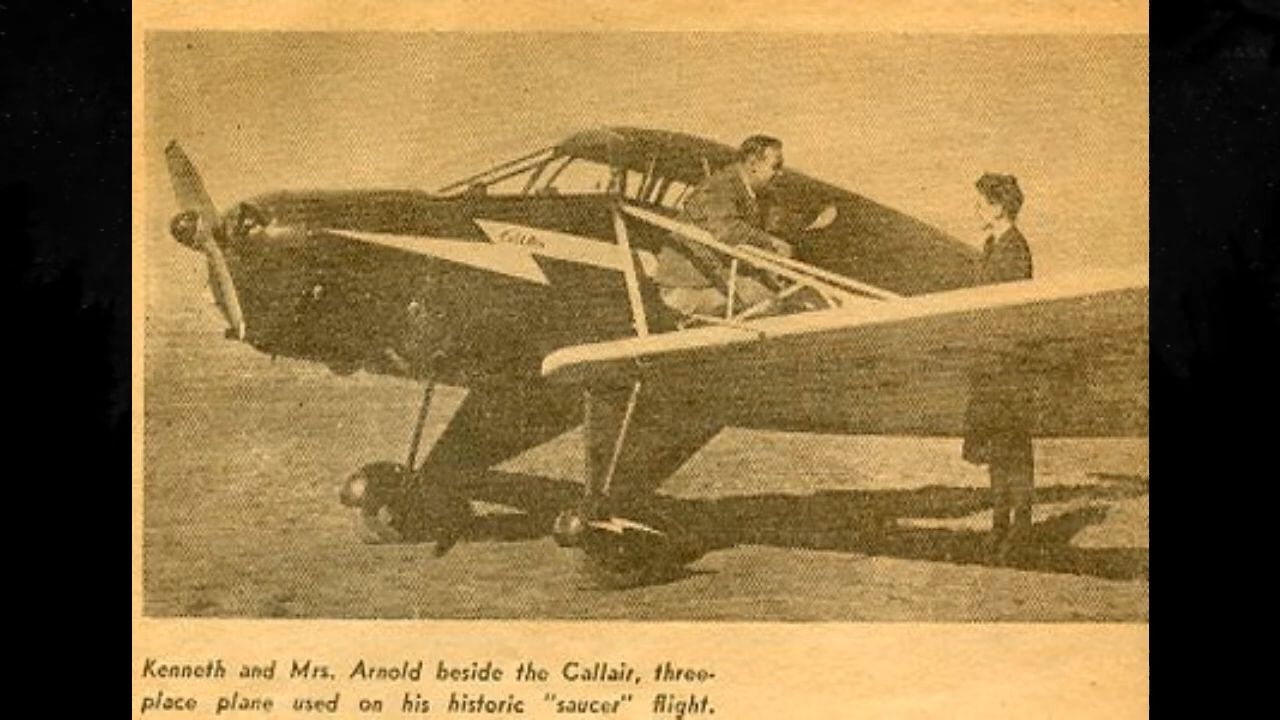 Kenneth and Mrs. Arnold beside the Callair, three-
place plane used on his historic "saucer" flight.